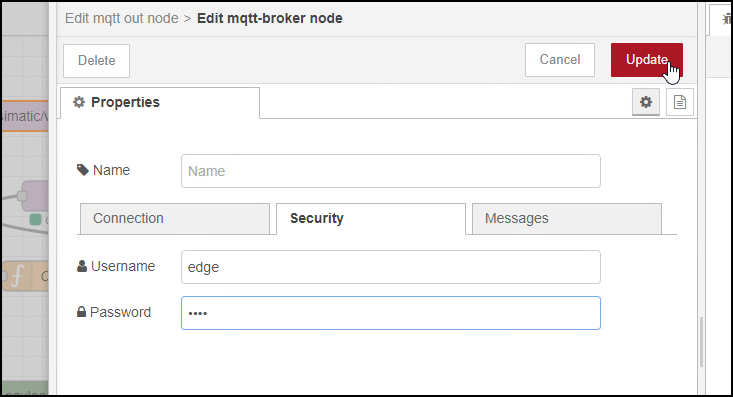 Edit mqtt out node > Edit mqtt-broker node
Delete
Cancel
Update
Properties
Name
Name
Connection
Security
Messages
Username
edge
Password
••••
simatic/